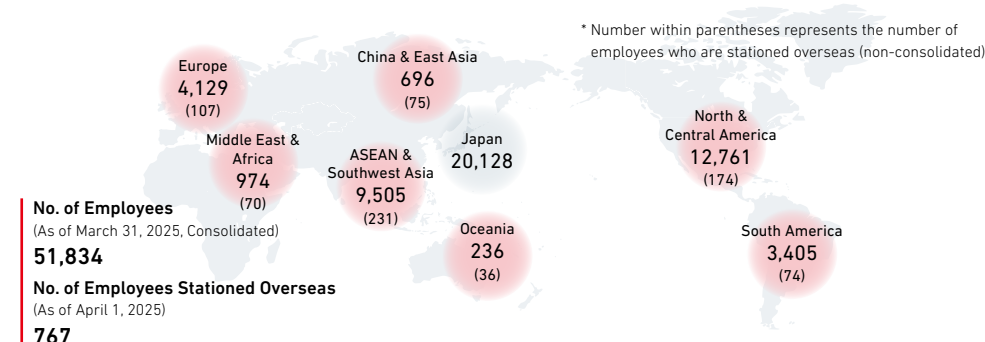 * Number within parentheses represents the number of
employees who are stationed overseas (non-consolidated)
Europe
4,129
(107)
China & East Asia
696
(75)
Middle East &
Africa
974
(70)
ASEAN &
Southwest Asia
9,505
(231)
Japan
20,128
North &
Central America
12,761
(174)
Oceania
236
(36)
South America
3,405
(74)
No. of Employees
(As of March 31, 2025, Consolidated)
51,834
No. of Employees Stationed Overseas
(As of April 1, 2025)
767